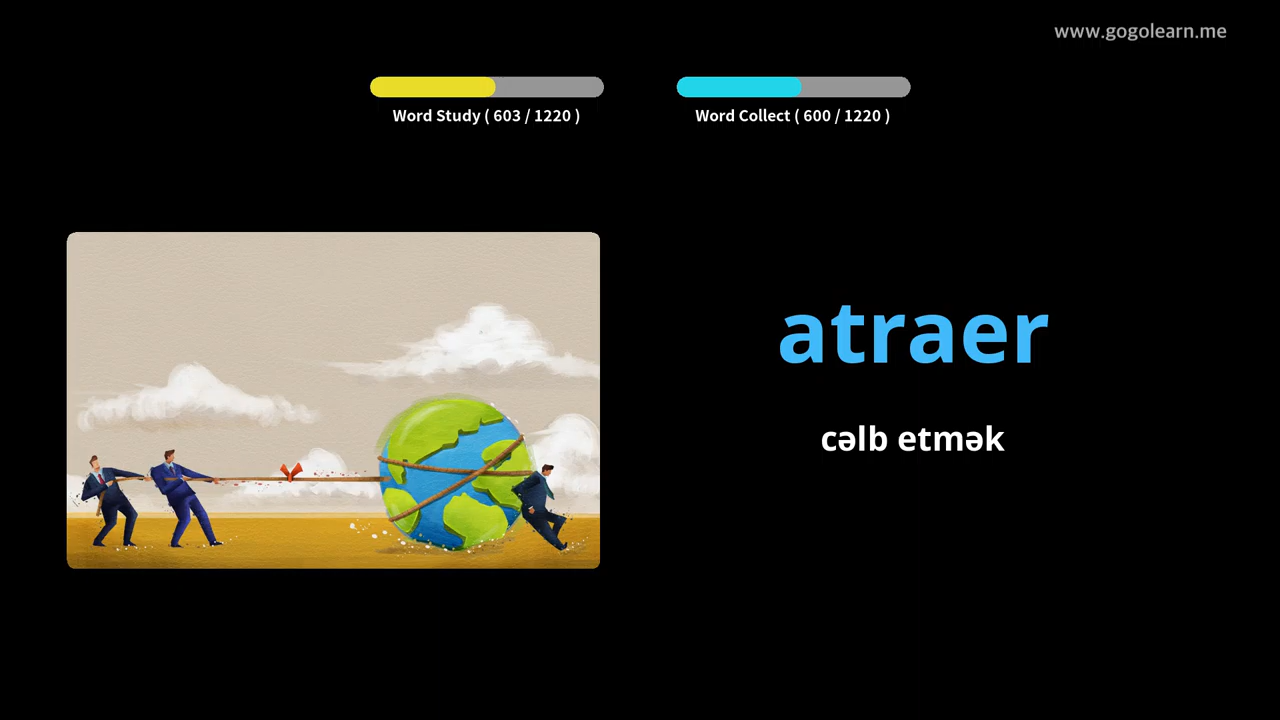 www.gogolearn.me
Word Study ( 603 / 1220 )
Word Collect ( 600 / 1220 )
atraer
cəlb etmək